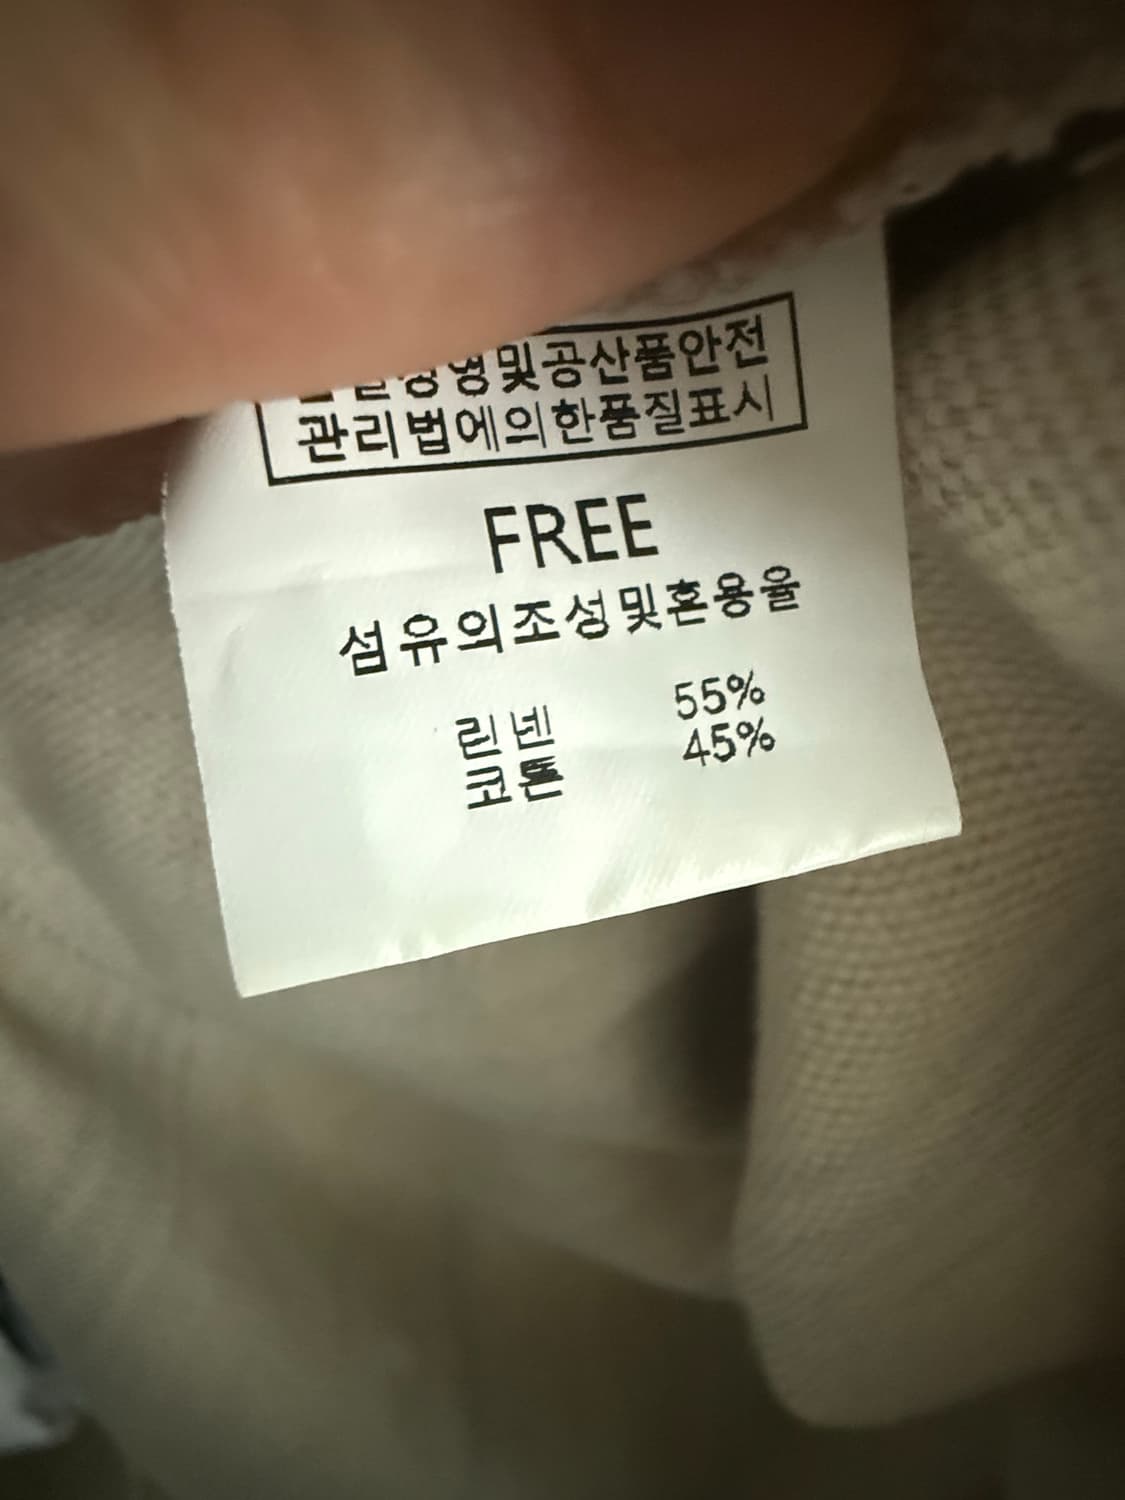 및공산품안전
관리법에의한품질표시
FREE
섬유의조성및혼용율
린넨 55%
코튼 45%